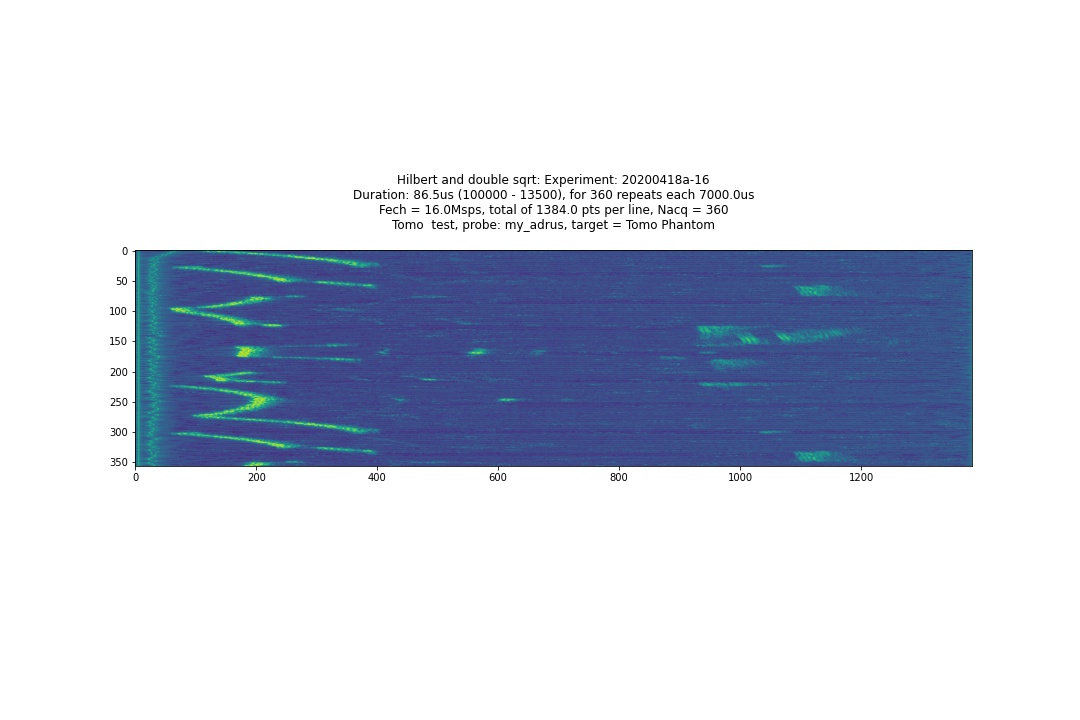 Hilbert and double sqrt: Experiment: 20200418a-16
Duration: 86.5us (100000 - 13500), for 360 repeats each 7000.0us
Fech = 16.0Msps, total of 1384.0 pts per line, Nacq = 360
Tomo  test, probe: my_adrus, target = Tomo Phantom
0
50
100
150
200
250
300
350
0 200 400 600 800 1000 1200